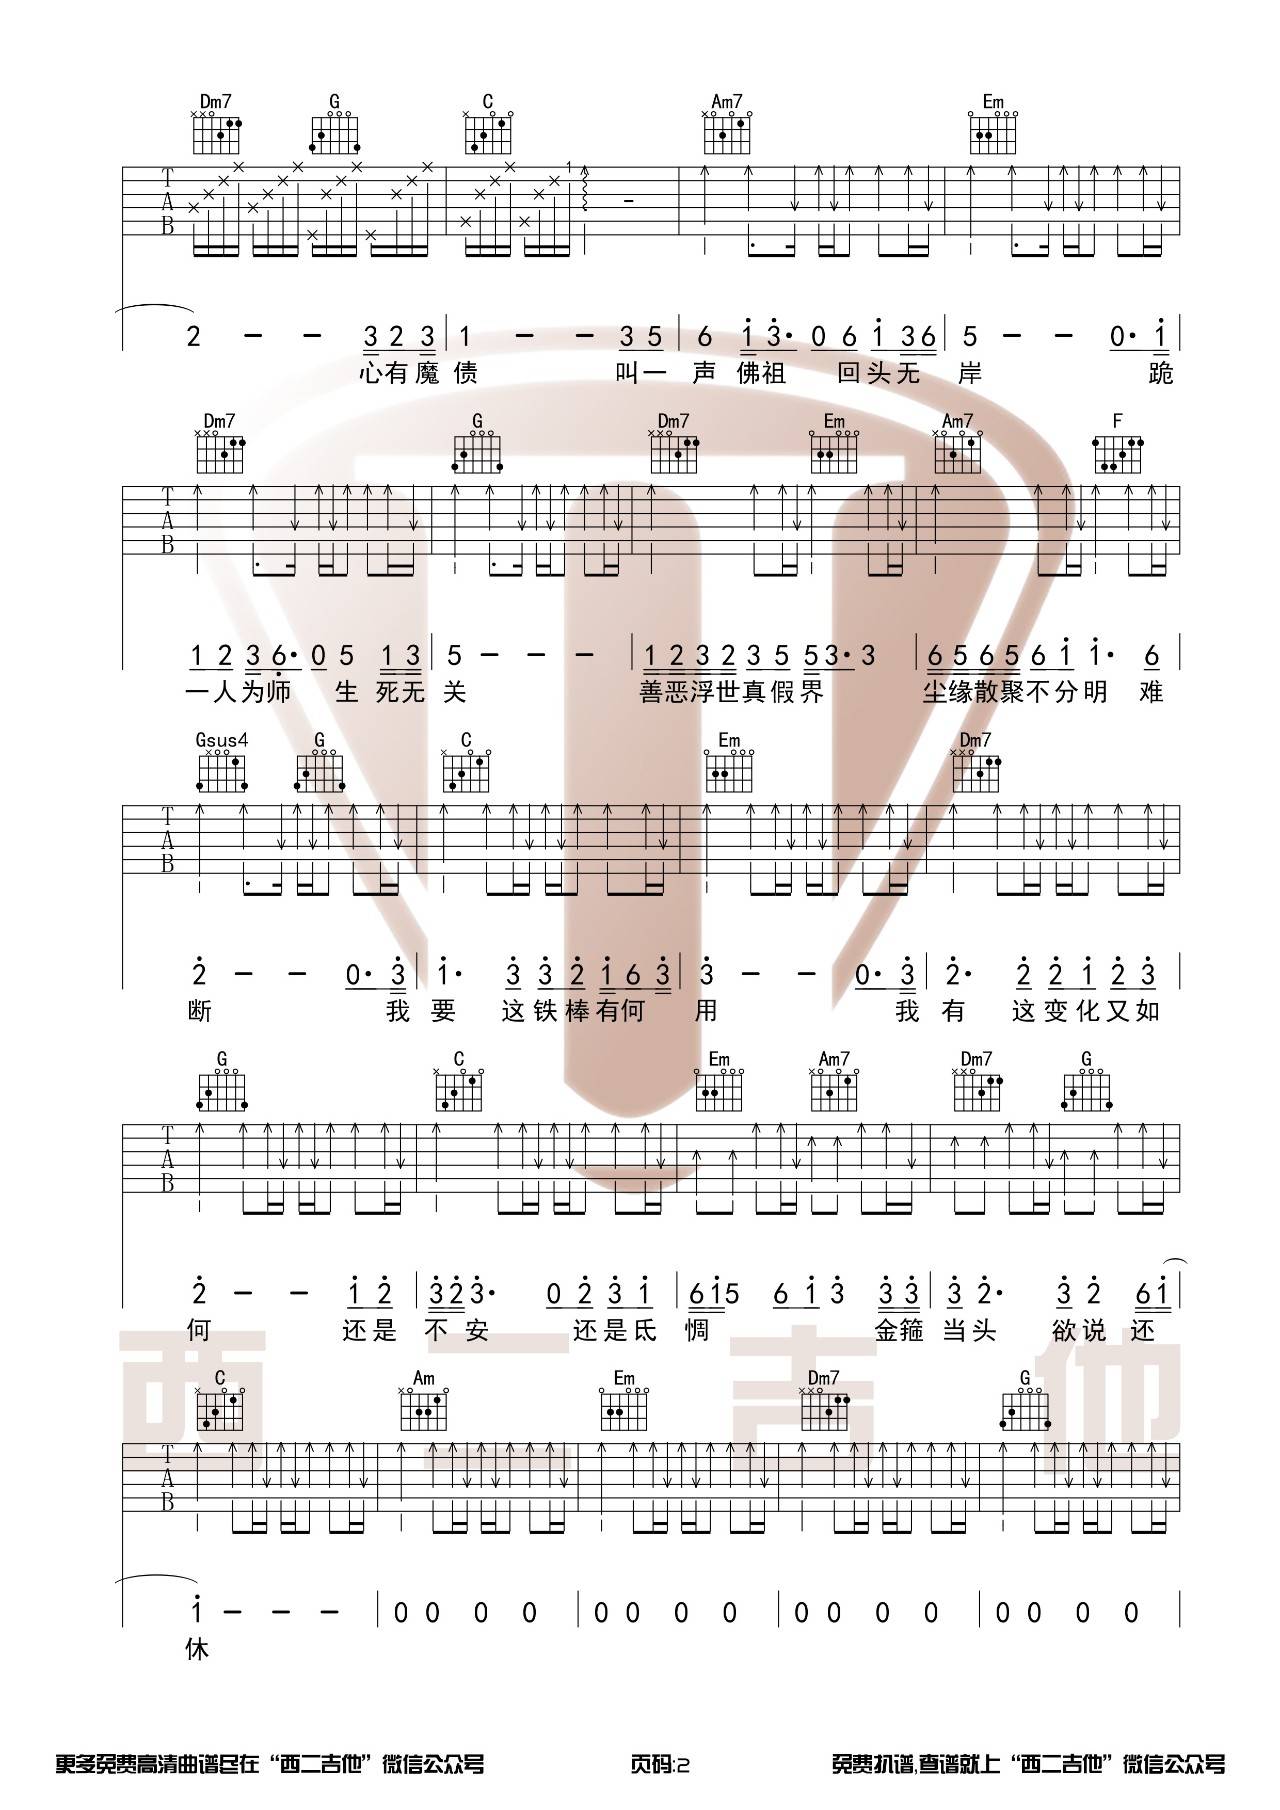 Dm7 G C Am7 Em
T
A
B
2 - - 3 2 3 1 - - 3 5 6 1 3· 0 6 1 3 6 5 - - 0· 1
心有魔 债 叫一 声 佛祖 回头无 岸 跪
Dm7 G Dm7 Em Am7 F
T
A
B
1 2 3 6· 0 5 1 3 5 - - - 1 2 3 2 3 5 5 3· 3 6 5 6 5 6 1 1· 6
一人为师 生 死无 关 善恶浮世真假界 尘缘散聚不分明 难
Gsus4 G C Em Dm7
T
A
B
2 - - 0· 3 1· 3 3 2 1 6 3 3 - - 0· 3 2· 2 2 1 2 3
断 我 要 这铁棒有何 用 我 有 这变化又如
G C Em Am7 Dm7 G
T
A
B
2 - - 1 2 3 2 3· 0 2 3 1 6 1 5 6 1 3 3 3 3 2· 3 2 6 1
何 还是 不 安 还是氐 惆 金箍 当头 欲说还
C Am Em Dm7 G
T
A
B
1 - - - 0 0 0 0 0 0 0 0 0 0 0 0 0 0 0 0
休
西二吉他
更多免费高清曲谱尽在“西二吉他”微信公众号 页码:2 免费扒谱,查谱就上“西二吉他”微信公众号